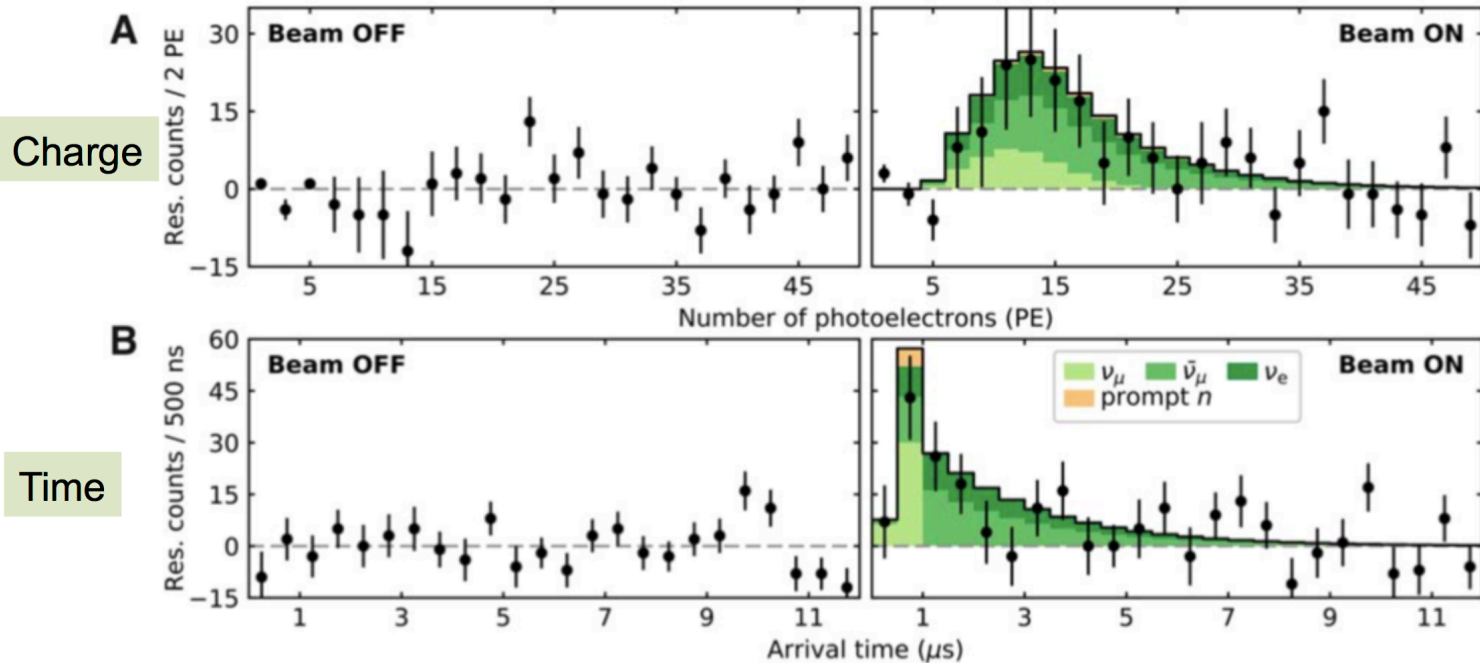 A
Charge
Res. counts / 2 PE
30
15
0
−15
Beam OFF
Beam ON
5 15 25 35 45
5 15 25 35 45
Number of photoelectrons (PE)
B
Time
Res. counts / 500 ns
60
45
30
15
0
−15
Beam OFF
Beam ON
νμ ν̄μ νe
prompt n
1 3 5 7 9 11
1 3 5 7 9 11
Arrival time (μs)